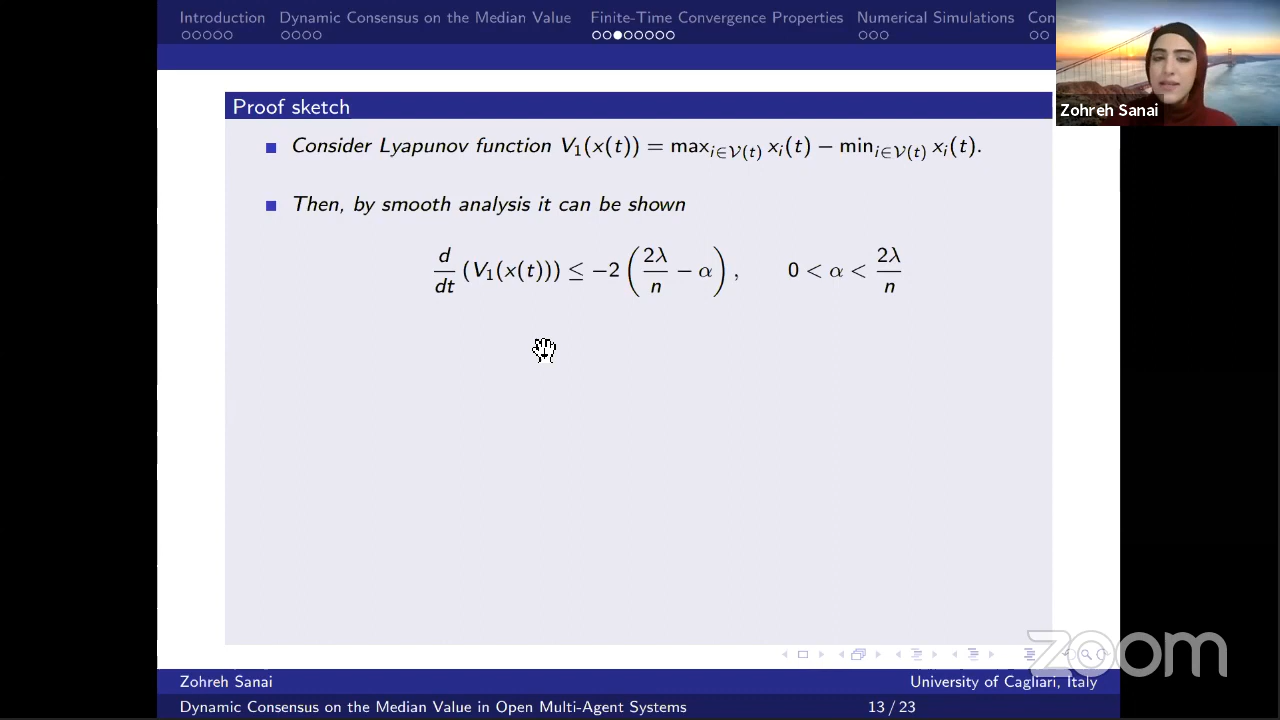 Introduction Dynamic Consensus on the Median Value Finite-Time Convergence Properties Numerical Simulations Con
Zohreh Sanai
Proof sketch
Consider Lyapunov function V₁(x(t)) = max_{i∈𝒱(t)} xᵢ(t) − min_{i∈𝒱(t)} xᵢ(t).
Then, by smooth analysis it can be shown
d/dt (V₁(x(t))) ≤ −2 (2λ/n − α), 0 < α < 2λ/n
zoom
Zohreh Sanai University of Cagliari, Italy
Dynamic Consensus on the Median Value in Open Multi-Agent Systems 13 / 23